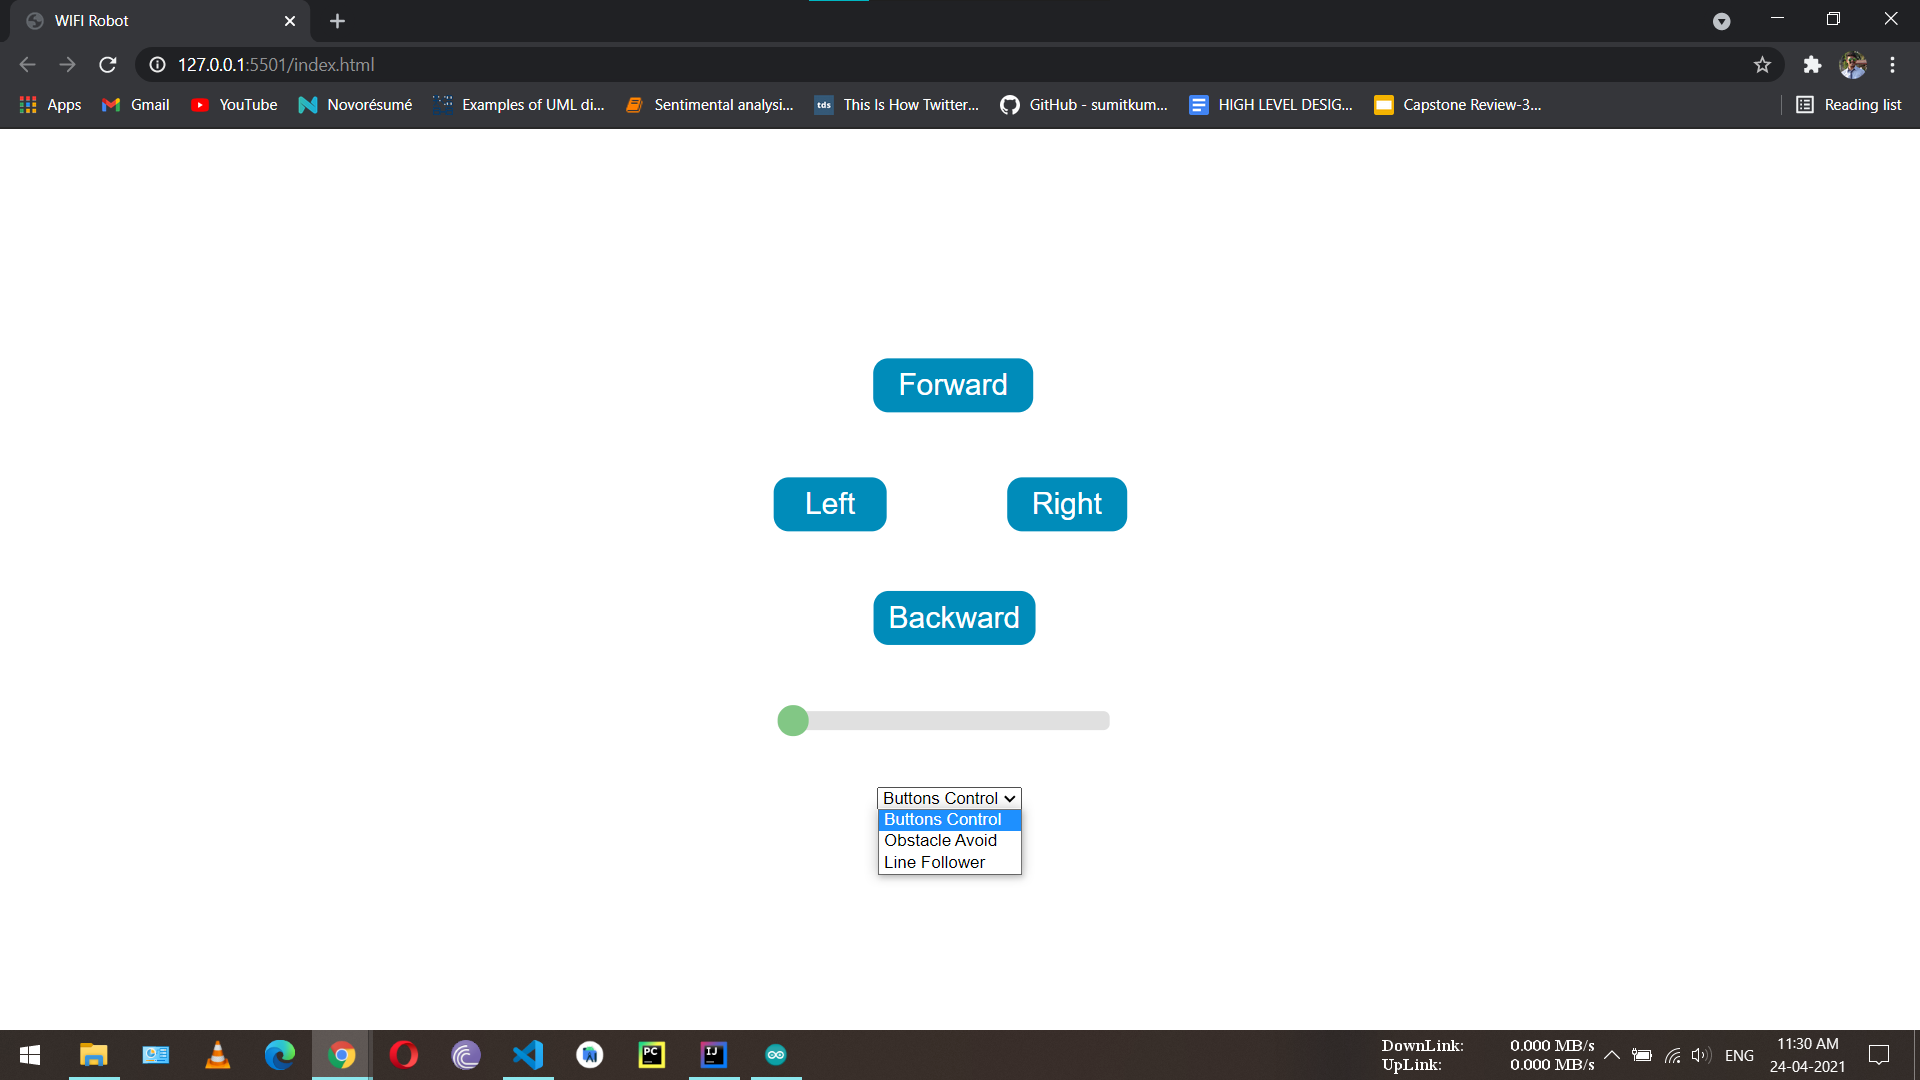 WIFI Robot
127.0.0.1:5501/index.html
Apps Gmail YouTube Novorésumé Examples of UML di... Sentimental analysi... tds This Is How Twitter... GitHub - sumitkum... HIGH LEVEL DESIG... Capstone Review-3... Reading list
Forward
Left Right
Backward
Buttons Control
Buttons Control
Obstacle Avoid
Line Follower
PC IJ
DownLink: 0.000 MB/s
UpLink: 0.000 MB/s
ENG
11:30 AM
24-04-2021